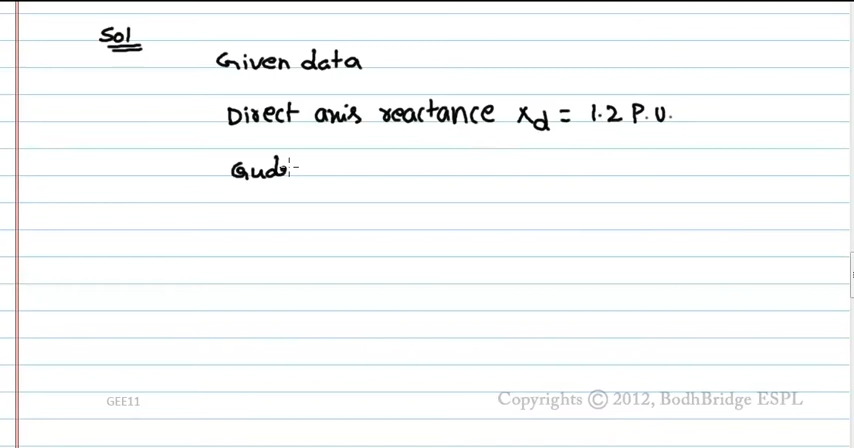 Sol
Given data
Direct axis reactance Xd = 1.2 P.U.
GEE11
Copyrights © 2012, BodhBridge ESPL